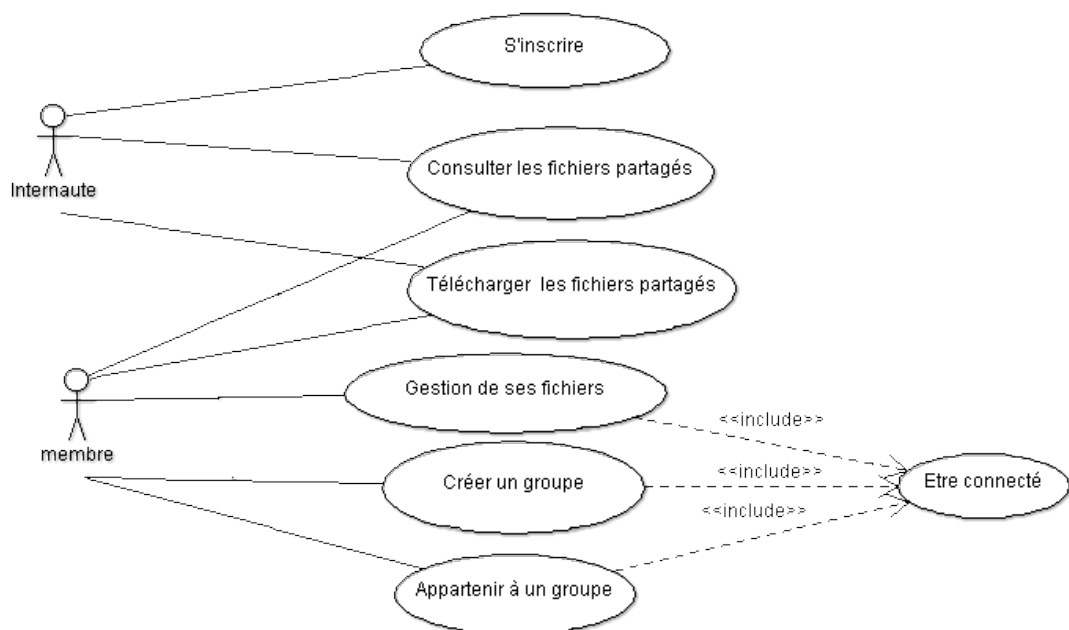 S'inscrire
Consulter les fichiers partagés
Internaute
Télécharger les fichiers partagés
Gestion de ses fichiers
<<include>>
membre
Créer un groupe
<<include>>
Etre connecté
<<include>>
Appartenir à un groupe